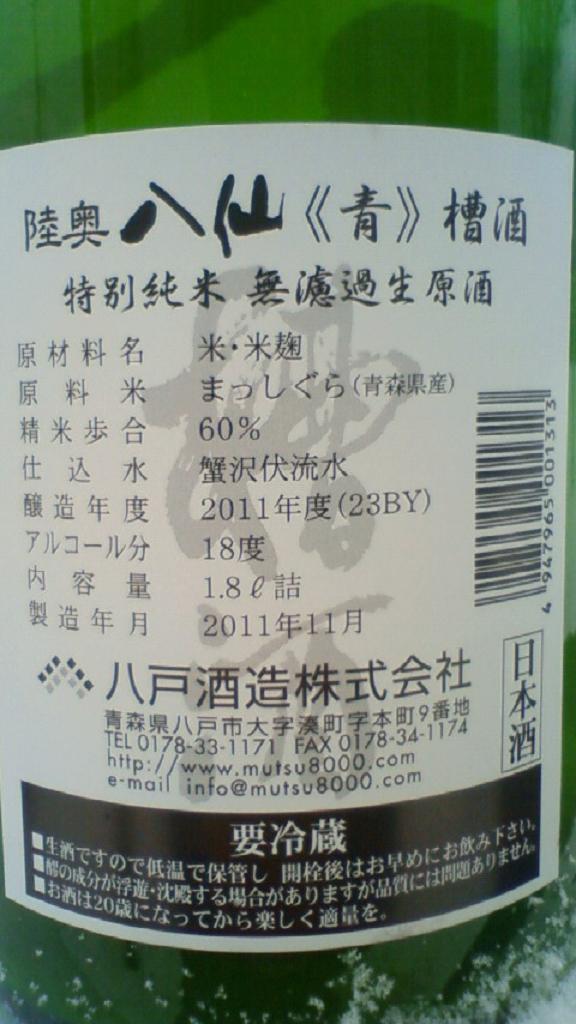 陸奥八仙《青》槽酒
特別純米 無濾過生原酒
原材料名 米・米麹
原料米 まっしぐら(青森県産)
精米歩合 60%
仕込水 蟹沢伏流水
醸造年度 2011年度(23BY)
アルコール分 18度
内容量 1.8ℓ詰
製造年月 2011年11月
4 947965 001313
八戸酒造株式会社
青森県八戸市大字湊町字本町9番地
TEL 0178-33-1171 FAX 0178-34-1174
http://www.mutsu8000.com
e-mail info@mutsu8000.com
日本酒
要冷蔵
■生酒ですので低温で保管し 開栓後はお早めにお飲み下さい。
■酵の成分が浮遊・沈殿する場合がありますが品質には問題ありません。
■お酒は20歳になってから楽しく適量を。